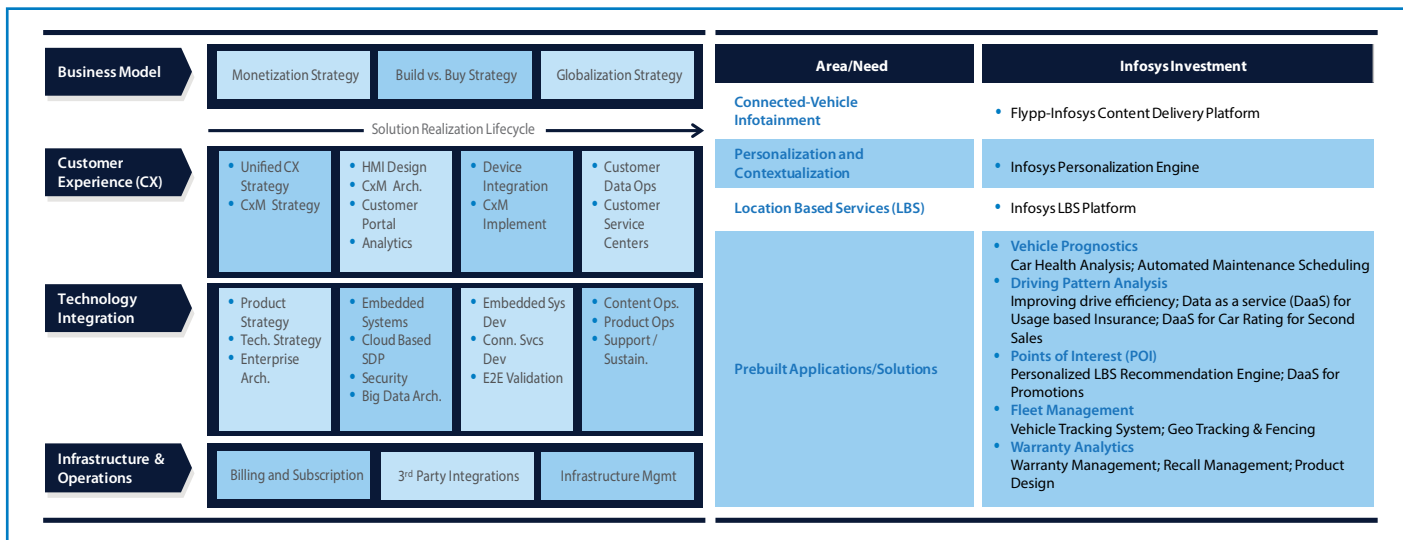 Business Model
Monetization Strategy
Build vs. Buy Strategy
Globalization Strategy
Solution Realization Lifecycle
Customer
Experience (CX)
• Unified CX
Strategy
• CxM Strategy
• HMI Design
• CxM Arch.
• Customer
Portal
• Analytics
• Device
Integration
• CxM
Implement
• Customer
Data Ops
• Customer
Service
Centers
Technology
Integration
• Product
Strategy
• Tech. Strategy
• Enterprise
Arch.
• Embedded
Systems
• Cloud Based
SDP
• Security
• Big Data Arch.
• Embedded Sys
Dev
• Conn. Svcs
Dev
• E2E Validation
• Content Ops.
• Product Ops
• Support /
Sustain.
Infrastructure &
Operations
Billing and Subscription
3rd Party Integrations
Infrastructure Mgmt
Area/Need
Infosys Investment
Connected-Vehicle
Infotainment
• Flypp-Infosys Content Delivery Platform
Personalization and
Contextualization
• Infosys Personalization Engine
Location Based Services (LBS)
• Infosys LBS Platform
Prebuilt Applications/Solutions
• Vehicle Prognostics
Car Health Analysis; Automated Maintenance Scheduling
• Driving Pattern Analysis
Improving drive efficiency; Data as a service (DaaS) for
Usage based Insurance; DaaS for Car Rating for Second
Sales
• Points of Interest (POI)
Personalized LBS Recommendation Engine; DaaS for
Promotions
• Fleet Management
Vehicle Tracking System; Geo Tracking & Fencing
• Warranty Analytics
Warranty Management; Recall Management; Product
Design